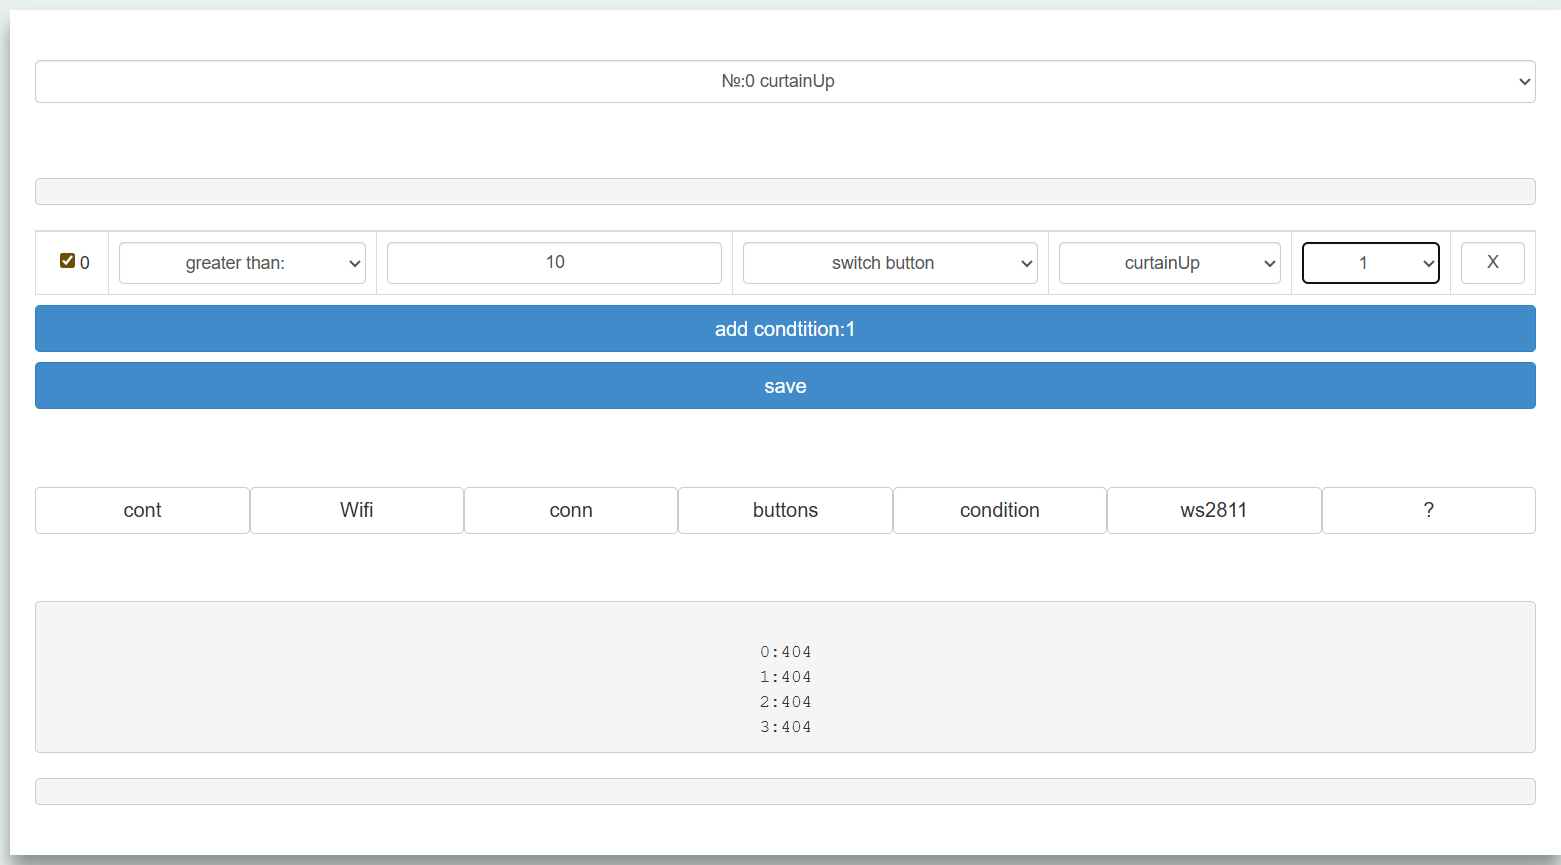 №:0 curtainUp
0 greater than: 10 switch button curtainUp 1 X
add condtition:1
save
cont Wifi conn buttons condition ws2811 ?
0:404
1:404
2:404
3:404